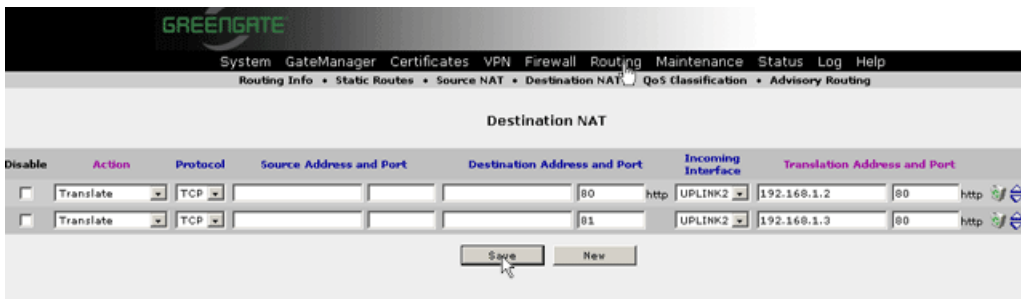 GREENGATE
System GateManager Certificates VPN Firewall Routing Maintenance Status Log Help
Routing Info • Static Routes • Source NAT • Destination NAT • QoS Classification • Advisory Routing
Destination NAT
Disable Action Protocol Source Address and Port Destination Address and Port Incoming Interface Translation Address and Port
Translate TCP 80 http UPLINK2 192.168.1.2 80 http
Translate TCP 81 UPLINK2 192.168.1.3 80 http
Save New